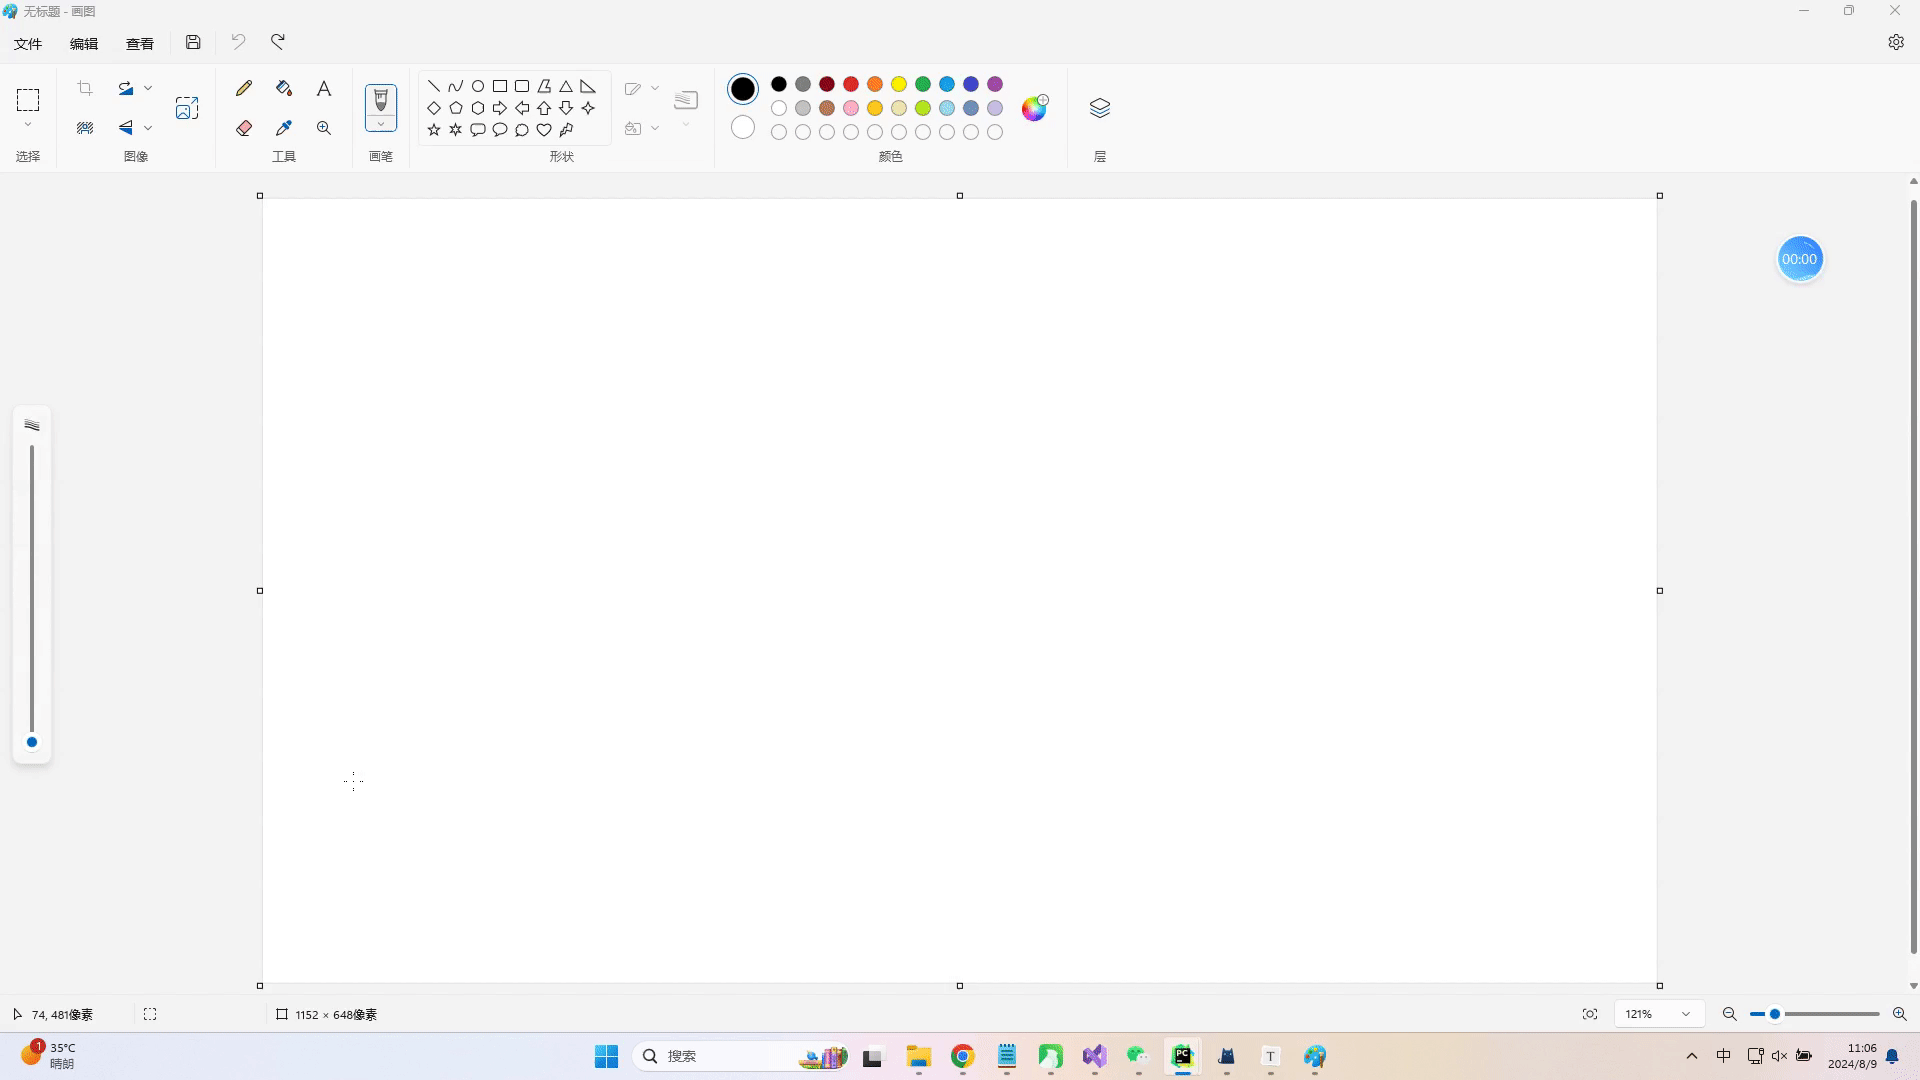 无标题 - 画图
文件 编辑 查看
选择 图像 工具 画笔 形状 颜色 层
00:00
74, 481像素
1152 × 648像素
121%
1
35°C
晴朗
搜索
PC
T
中
11:06
2024/8/9